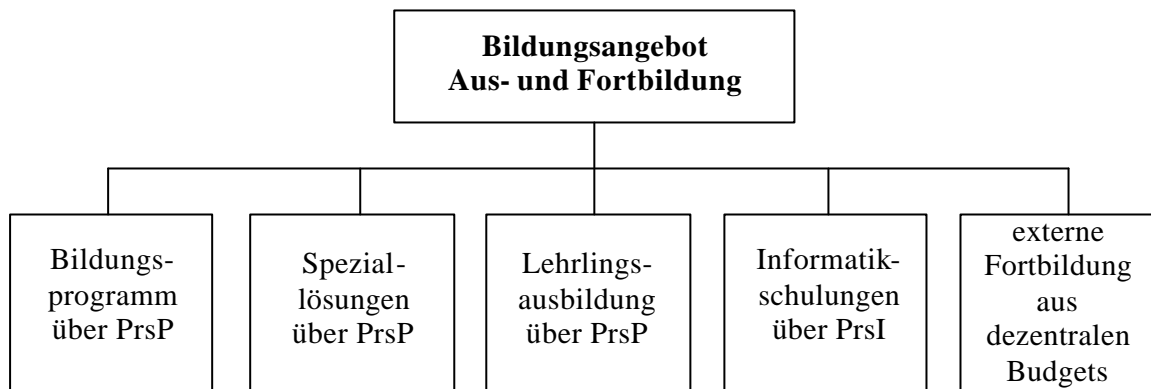 Bildungsangebot
Aus- und Fortbildung
Bildungs-
programm
über PrsP
Spezial-
lösungen
über PrsP
Lehrlings-
ausbildung
über PrsP
Informatik-
schulungen
über PrsI
externe
Fortbildung
aus
dezentralen
Budgets